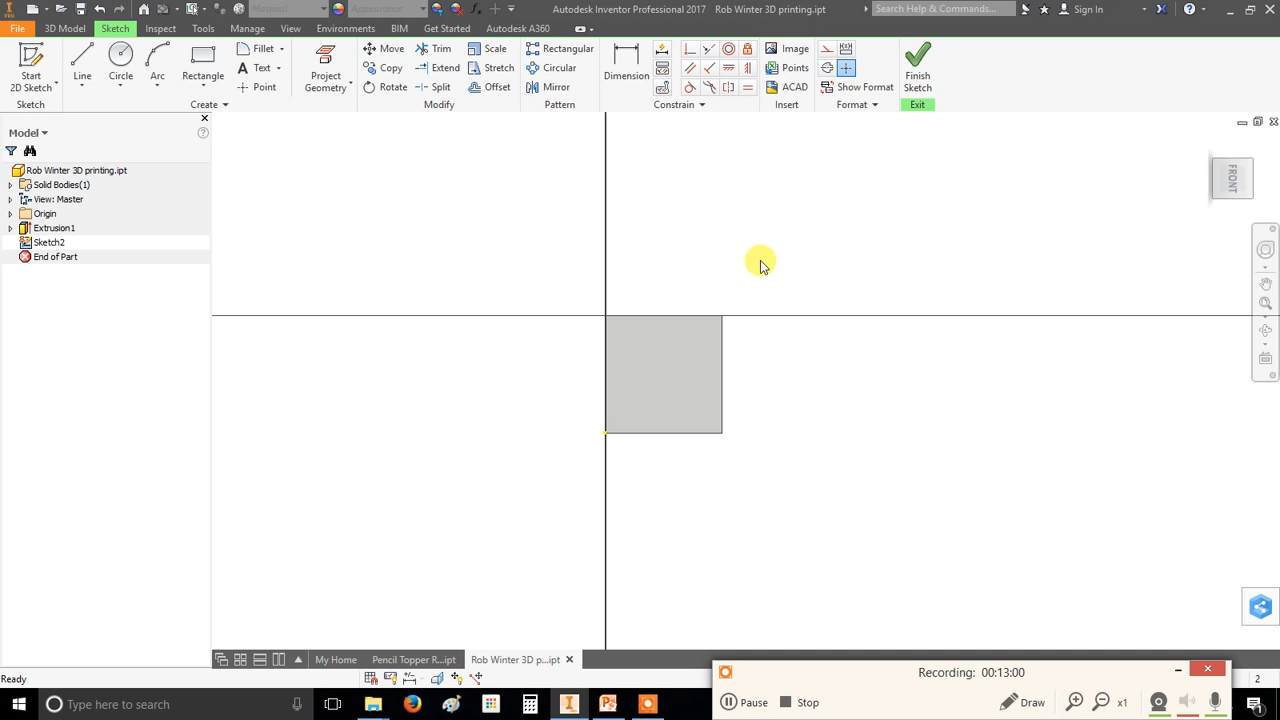 Material
Appearance
Autodesk Inventor Professional 2017 Rob Winter 3D printing.ipt
Search Help & Commands...
Sign In
PRO
File 3D Model Sketch Inspect Tools Manage View Environments BIM Get Started Autodesk A360
Start
2D Sketch
Line
Circle
Arc
Rectangle
Fillet
Text
Point
Project
Geometry
Move
Copy
Rotate
Trim
Extend
Split
Scale
Stretch
Offset
Rectangular
Circular
Mirror
Dimension
Image
Points
ACAD
Show Format
Finish
Sketch
Sketch Create Modify Pattern Constrain Insert Format Exit
Model
Rob Winter 3D printing.ipt
Solid Bodies(1)
View: Master
Origin
Extrusion1
Sketch2
End of Part
FRONT
My Home Pencil Topper R...ipt Rob Winter 3D p...ipt
Ready
2
Recording: 00:13:00
Pause Stop Draw x1
Type here to search